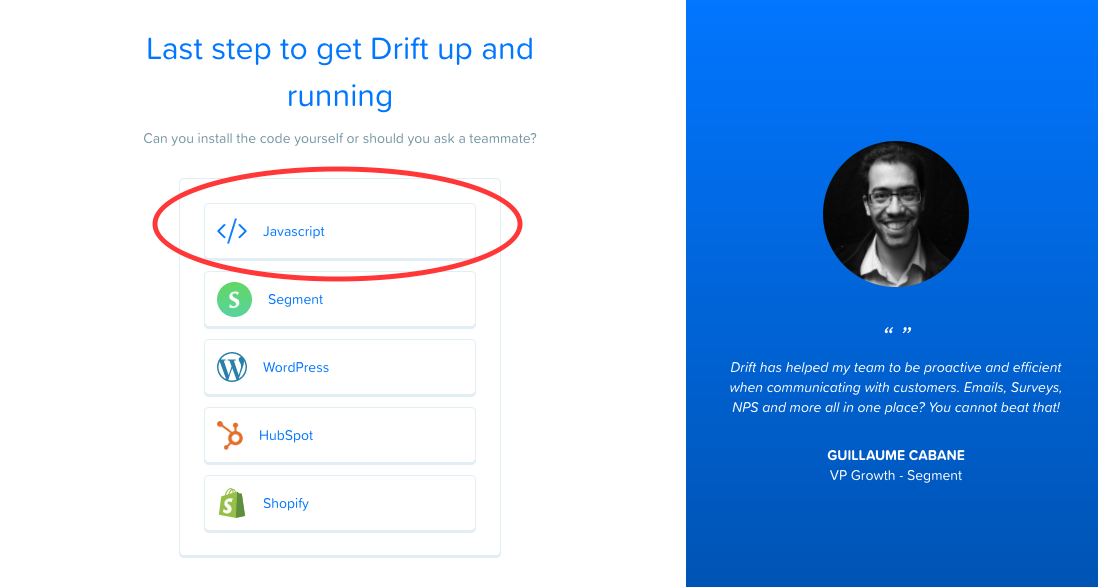 Last step to get Drift up and
running
Can you install the code yourself or should you ask a teammate?
</> Javascript
S Segment
WordPress
HubSpot
Shopify
“ ”
Drift has helped my team to be proactive and efficient
when communicating with customers. Emails, Surveys,
NPS and more all in one place? You cannot beat that!
GUILLAUME CABANE
VP Growth - Segment